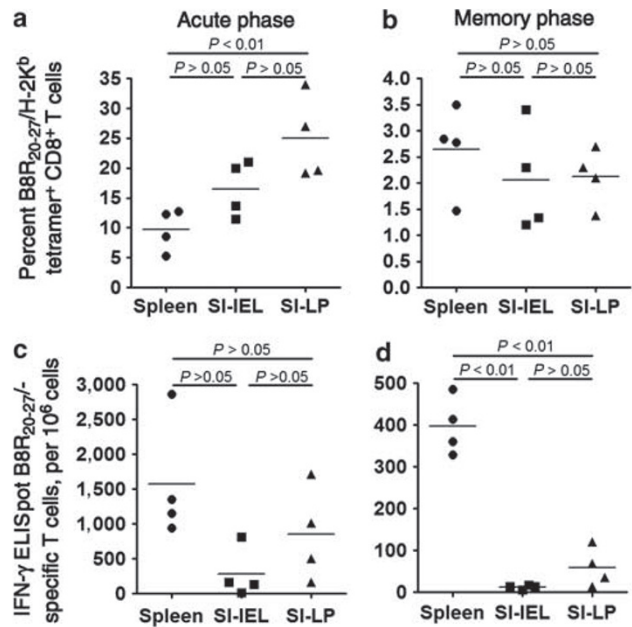 a Acute phase
P < 0.01
P > 0.05 P > 0.05
Percent B8R20-27/H-2Kb
tetramer+ CD8+ T cells
35
30
25
20
15
10
5
0
Spleen SI-IEL SI-LP
b Memory phase
P > 0.05
P > 0.05 P > 0.05
4.0
3.5
3.0
2.5
2.0
1.5
1.0
0.5
0.0
Spleen SI-IEL SI-LP
c
P > 0.05
P >0.05 P >0.05
IFN-γ ELISpot B8R20-27/-
specific T cells, per 106 cells
3,000
2,500
2,000
1,500
1,000
500
0
Spleen SI-IEL SI-LP
d
P < 0.01
P < 0.01 P > 0.05
500
400
300
200
100
0
Spleen SI-IEL SI-LP